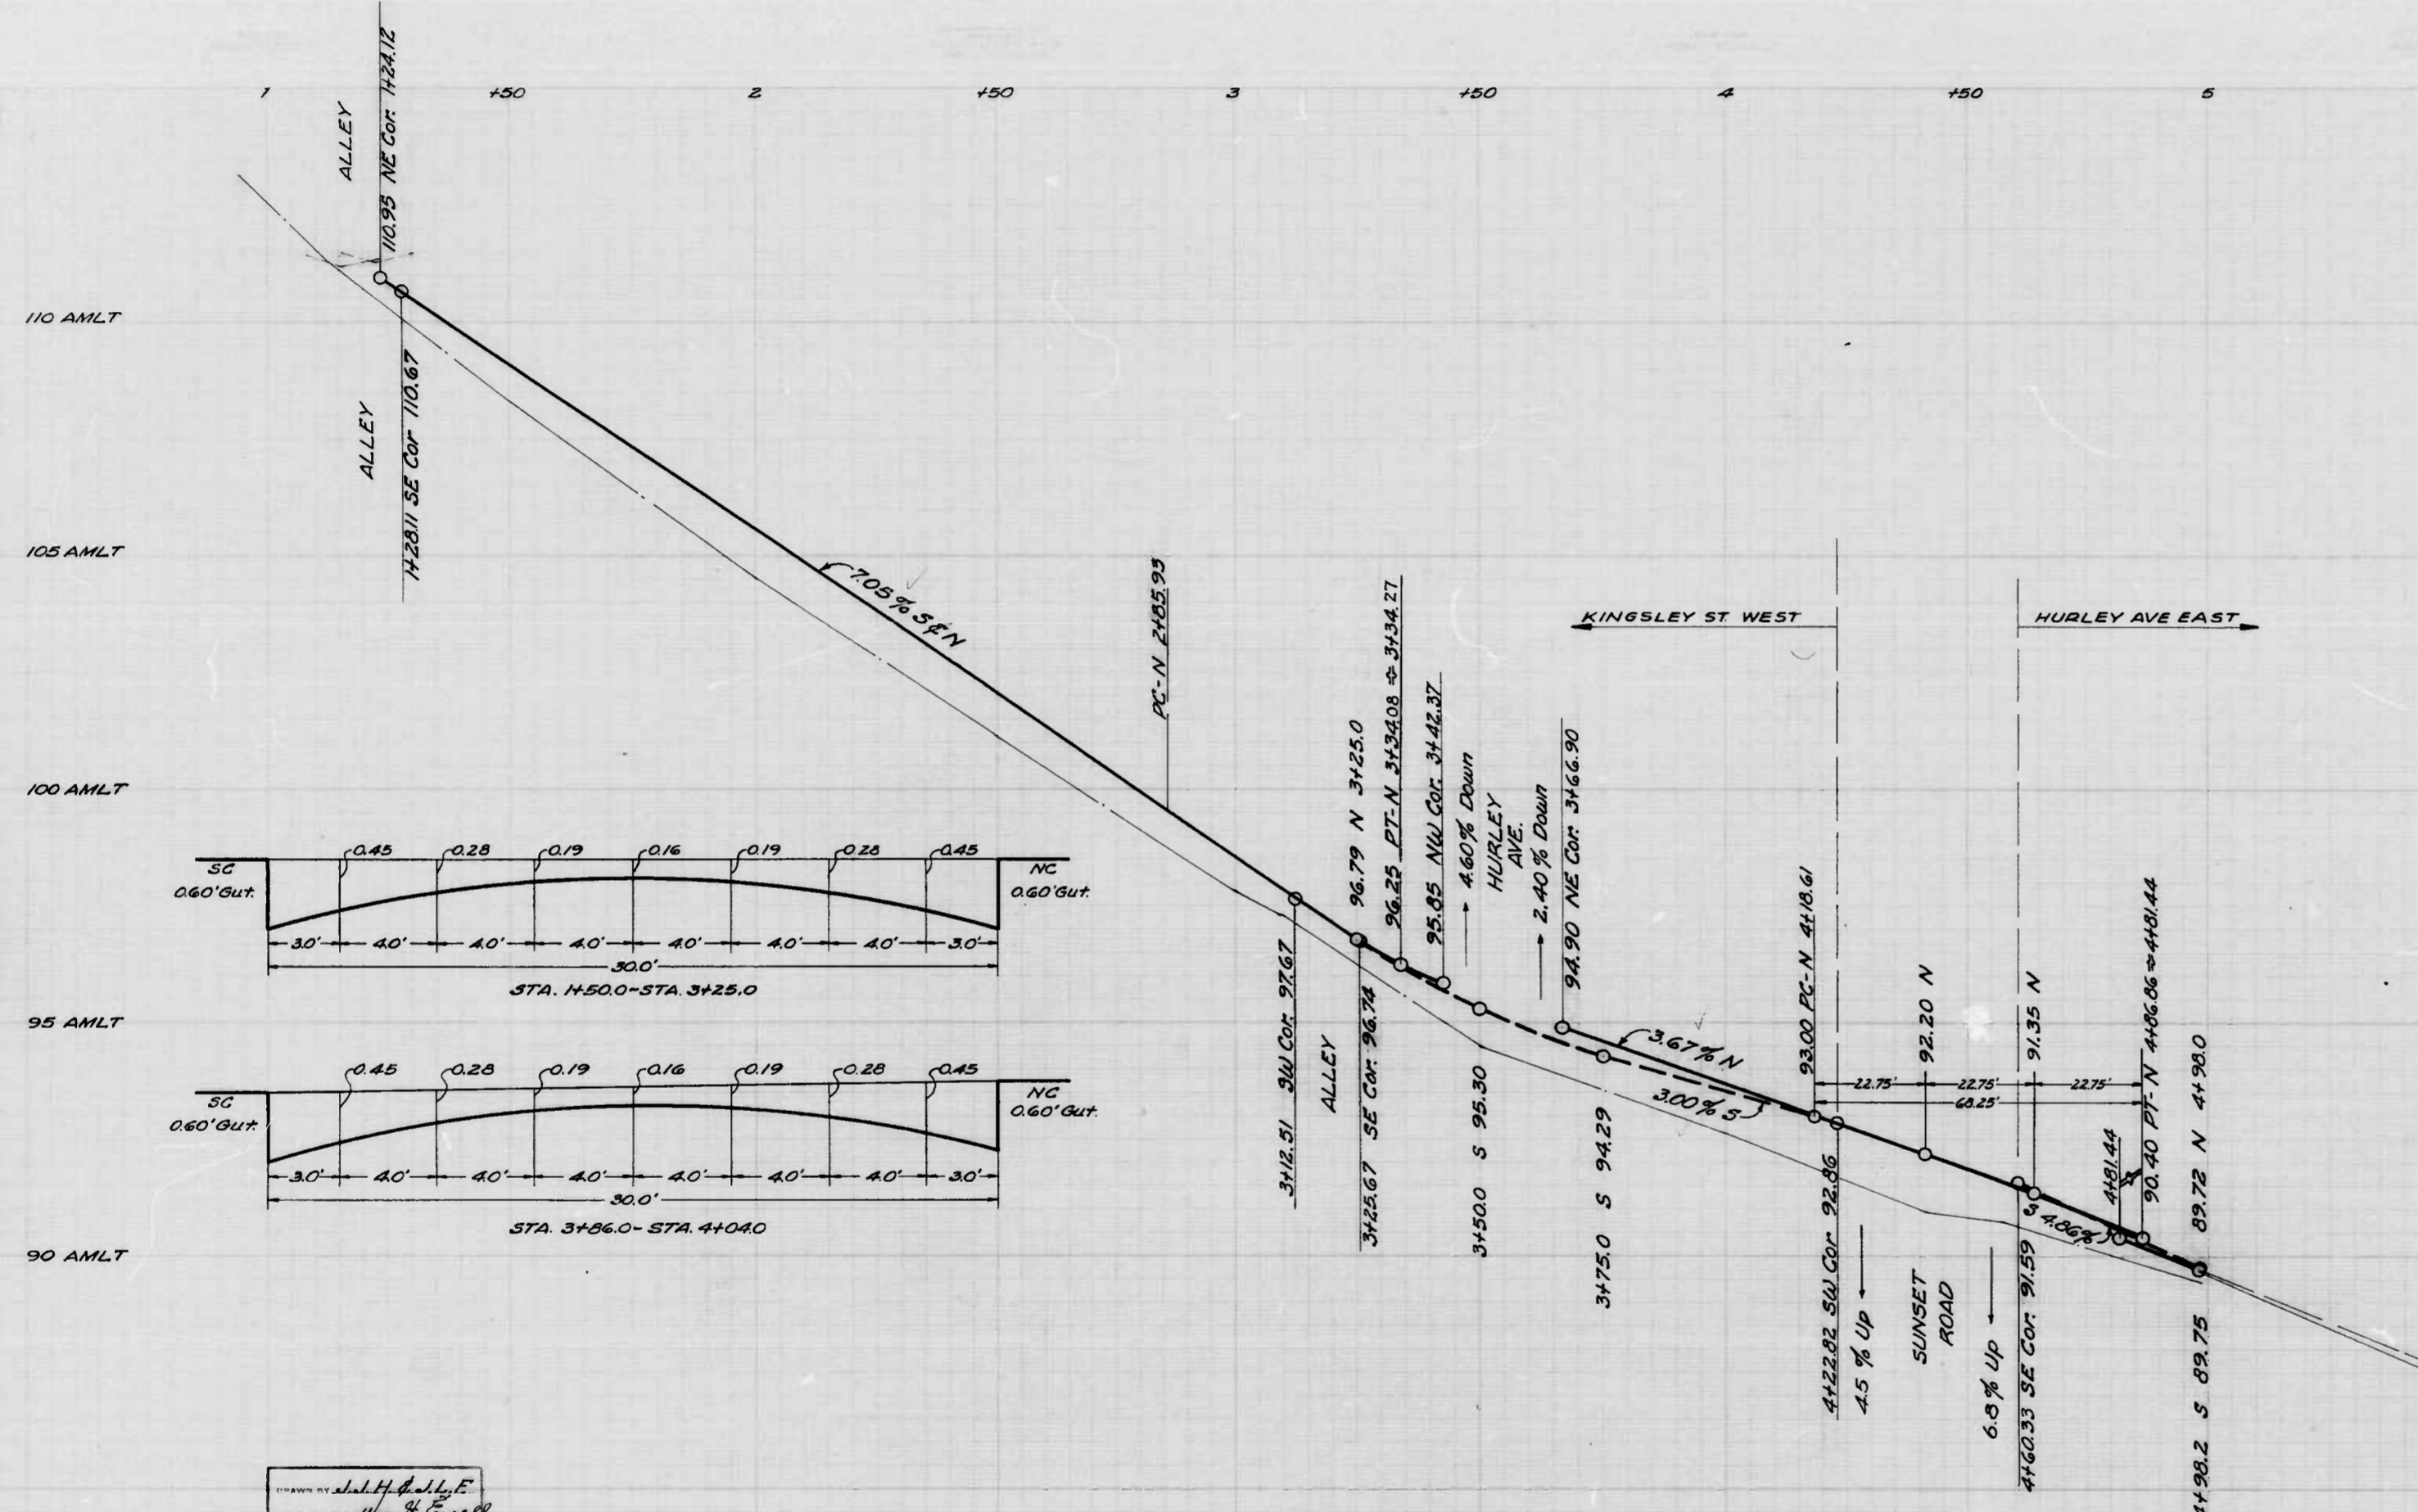 1 +50 2 +50 3 +50 4 +50 5
ALLEY
110.95 NE Cor. 1+24.12
110 AMLT
ALLEY
1+28.11 SE Cor 110.67
105 AMLT
7.05% S&N
PC-N 2+85.93
KINGSLEY ST. WEST
HURLEY AVE EAST
100 AMLT
96.79 N 3+25.0
96.25 PT-N 3+34.08 = 3+34.27
95.85 NW Cor. 3+42.37
4.60% Down
HURLEY
AVE.
2.40% Down
94.90 NE Cor. 3+66.90
0.45 0.28 0.19 0.16 0.19 0.28 0.45
SC
0.60' Gut.
NC
0.60' Gut.
3.0' 4.0' 4.0' 4.0' 4.0' 4.0' 4.0' 3.0'
30.0'
STA. 1+50.0~STA. 3+25.0
95 AMLT
3+12.51 SW Cor. 97.67
ALLEY
3+25.67 SE Cor. 96.74
3+50.0 S 95.30
3+75.0 S 94.29
3.67% N
3.00% S
93.00 PC-N 4+18.61
92.20 N
91.35 N
22.75' 22.75' 22.75'
68.25'
4+81.44
90.40 PT-N 4+86.86 = 4+81.44
89.72 N 4+98.0
0.45 0.28 0.19 0.16 0.19 0.28 0.45
SC
0.60' Gut.
NC
0.60' Gut.
3.0' 4.0' 4.0' 4.0' 4.0' 4.0' 4.0' 3.0'
30.0'
STA. 3+86.0-STA. 4+04.0
90 AMLT
4+22.82 SW Cor 92.86
4.5% Up
SUNSET
ROAD
6.8% Up
4+60.33 SE Cor. 91.59
S 4.86%
4+98.2 S 89.75
DRAWN BY J.J.H. & J.L.F.